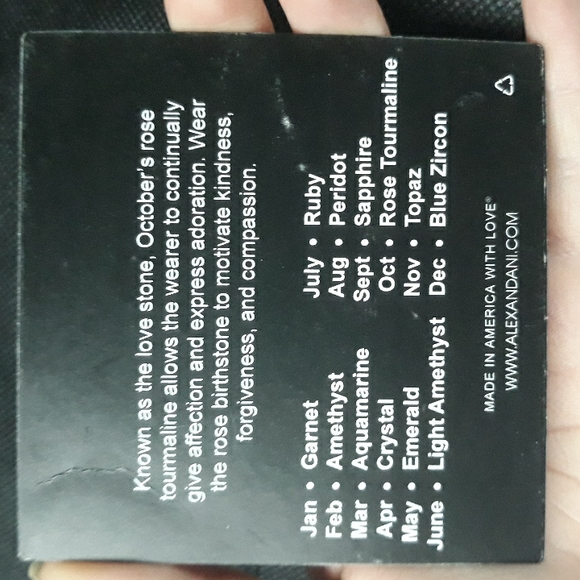 Known as the love stone, October's rose
tourmaline allows the wearer to continually
give affection and express adoration. Wear
the rose birthstone to motivate kindness,
forgiveness, and compassion.
Jan • Garnet
Feb • Amethyst
Mar • Aquamarine
Apr • Crystal
May • Emerald
June • Light Amethyst
July • Ruby
Aug • Peridot
Sept • Sapphire
Oct • Rose Tourmaline
Nov • Topaz
Dec • Blue Zircon
MADE IN AMERICA WITH LOVE®
WWW.ALEXANDANI.COM